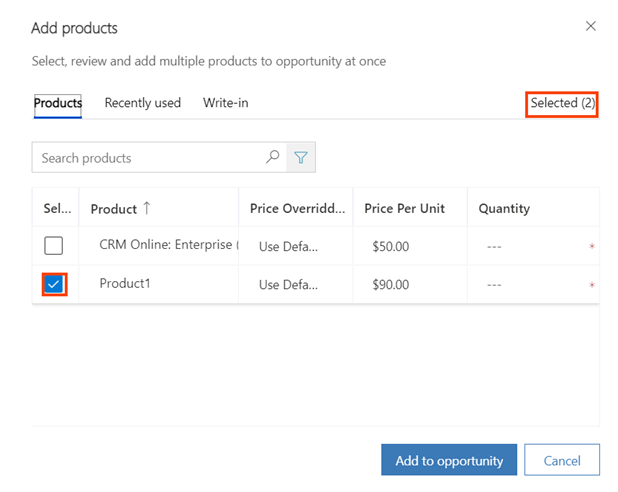 Add products
Select, review and add multiple products to opportunity at once
Products Recently used Write-in Selected (2)
Search products
Sel... Product ↑ Price Overridd... Price Per Unit Quantity
CRM Online: Enterprise ( Use Defa... $50.00 --- *
Product1 Use Defa... $90.00 --- *
Add to opportunity Cancel